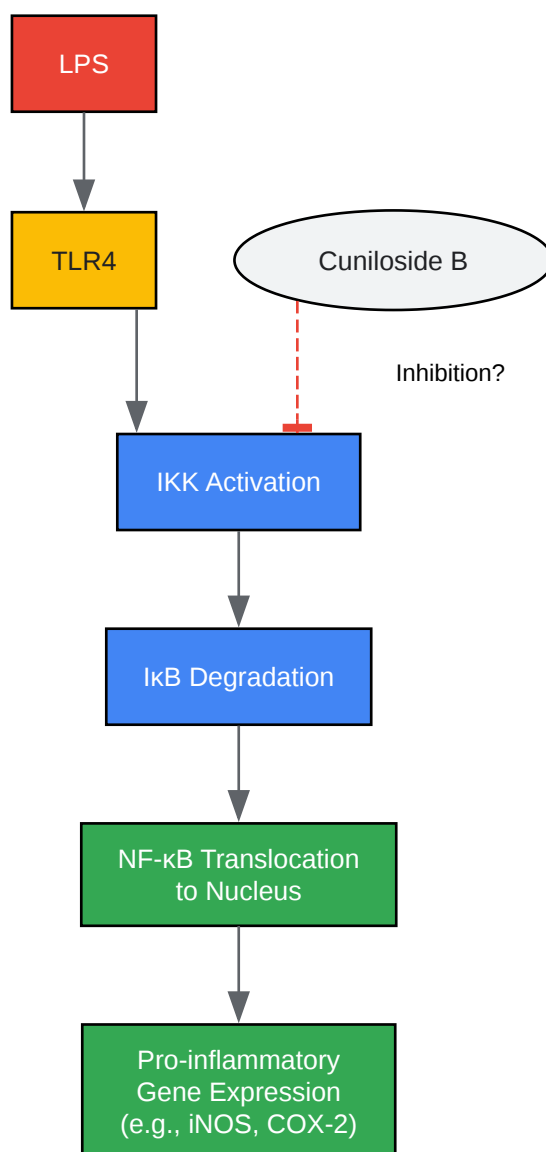 LPS
TLR4
Cuniloside B
Inhibition?
IKK Activation
IκB Degradation
NF-κB Translocation
to Nucleus
Pro-inflammatory
Gene Expression
(e.g., iNOS, COX-2)